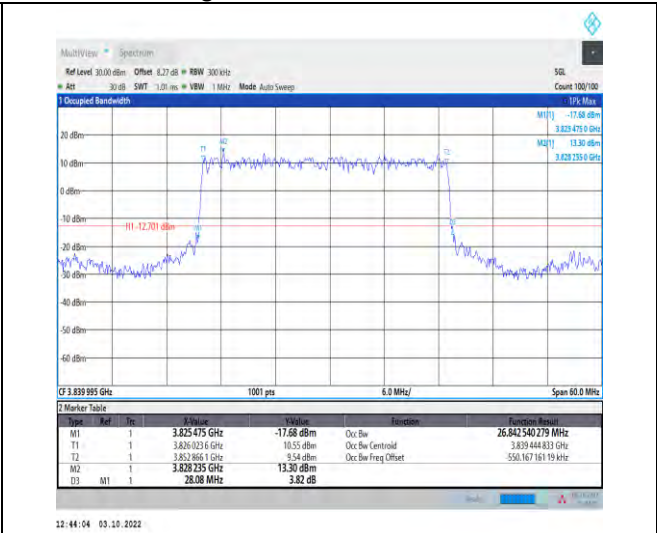 MultiView Spectrum
Ref Level 30.00 dBm Offset 8.27 dB RBW 300 kHz SGL
Att 30 dB SWT 1.01 ms VBW 1 MHz Mode Auto Sweep Count 100/100
1 Occupied Bandwidth 1Pk Max
M1[1] -17.68 dBm
3.825 475 0 GHz
20 dBm M2[1] 13.30 dBm
3.828 235 0 GHz
T1 M2 T2
10 dBm
0 dBm
-10 dBm
H1 -12.701 dBm
-20 dBm
-30 dBm
-40 dBm
-50 dBm
-60 dBm
CF 3.839 995 GHz 1001 pts 6.0 MHz/ Span 60.0 MHz
2 Marker Table
Type Ref Trc X-Value Y-Value Function Function Result
M1 1 3.825 475 GHz -17.68 dBm Occ Bw 26.842 540 279 MHz
T1 1 3.826 023 6 GHz 10.55 dBm Occ Bw Centroid 3.839 444 833 GHz
T2 1 3.852 866 1 GHz 9.54 dBm Occ Bw Freq Offset -550.167 161 19 kHz
M2 1 3.828 235 GHz 13.30 dBm
D3 M1 1 28.08 MHz 3.82 dB
12:44:04 03.10.2022